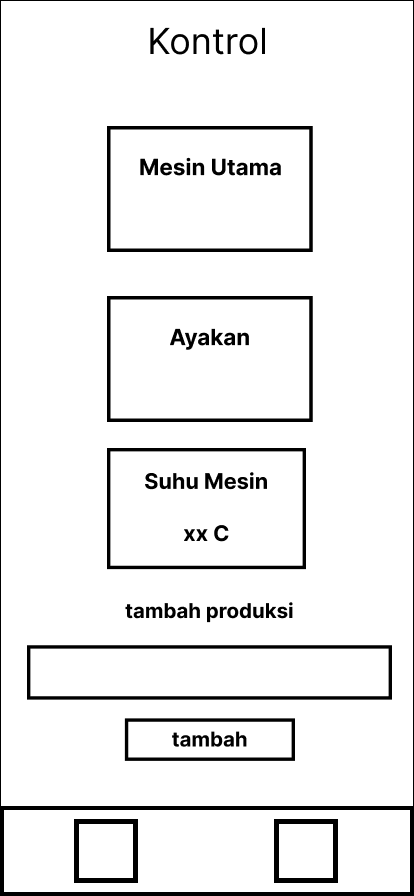 Kontrol
Mesin Utama
Ayakan
Suhu Mesin
xx C
tambah produksi
tambah